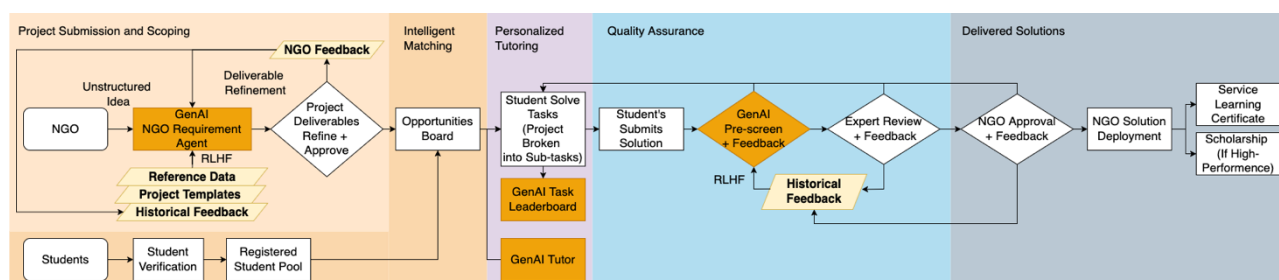 Project Submission and Scoping
Intelligent
Matching
Personalized
Tutoring
Quality Assurance
Delivered Solutions
NGO Feedback
Unstructured
Idea
Deliverable
Refinement
NGO
GenAI
NGO Requirement
Agent
Project
Deliverables
Refine +
Approve
RLHF
Reference Data
Project Templates
Historical Feedback
Opportunities
Board
Student Solve
Tasks
(Project
Broken
into Sub-tasks)
GenAI Task
Leaderboard
GenAI Tutor
Student's
Submits
Solution
GenAI
Pre-screen
+ Feedback
Expert Review
+ Feedback
RLHF
Historical
Feedback
NGO Approval
+ Feedback
NGO Solution
Deployment
Service
Learning
Certificate
Scholarship
(If High-
Performance)
Students
Student
Verification
Registered
Student Pool